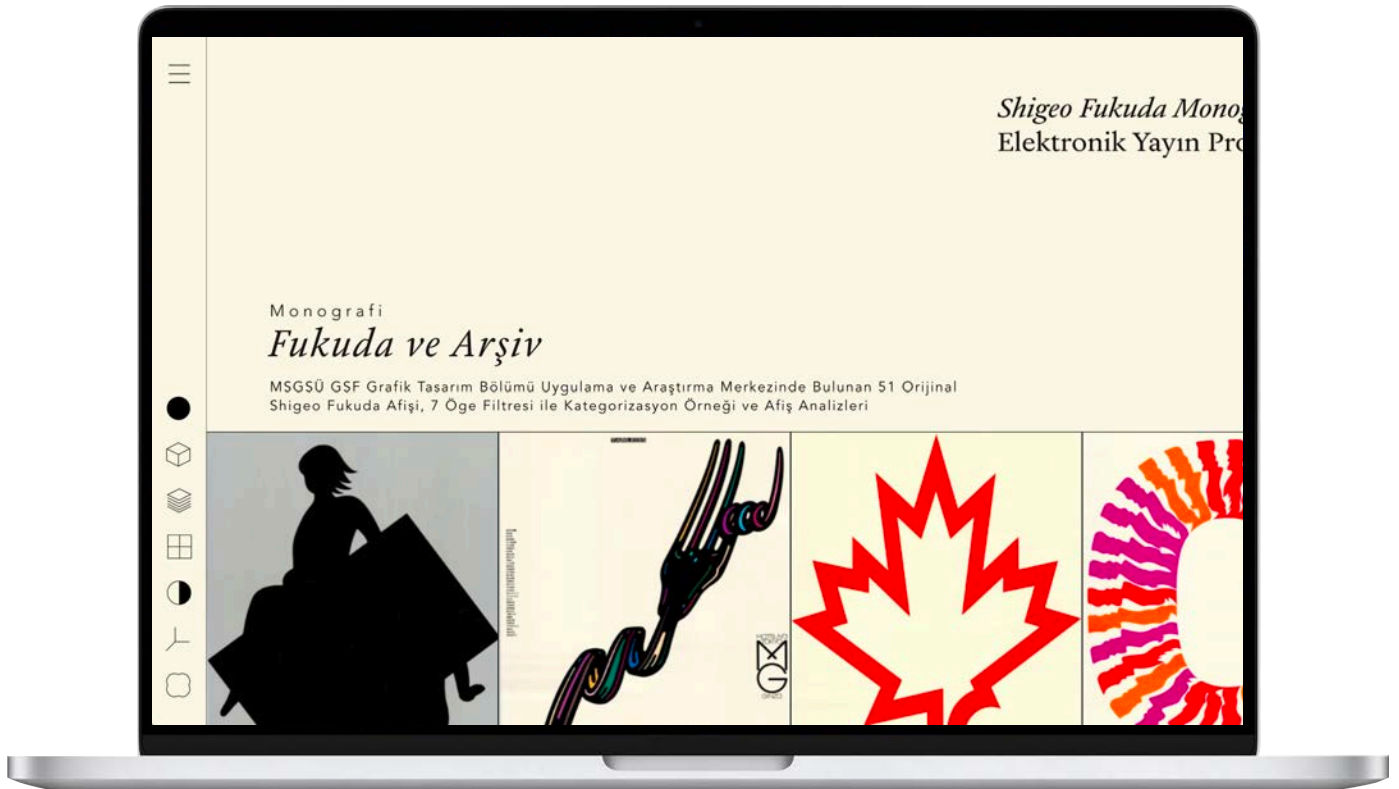 Shigeo Fukuda Monog
Elektronik Yayın Pro
Monografi
Fukuda ve Arşiv
MSGSÜ GSF Grafik Tasarım Bölümü Uygulama ve Araştırma Merkezinde Bulunan 51 Orijinal
Shigeo Fukuda Afişi, 7 Öge Filtresi ile Kategorizasyon Örneği ve Afiş Analizleri
MG